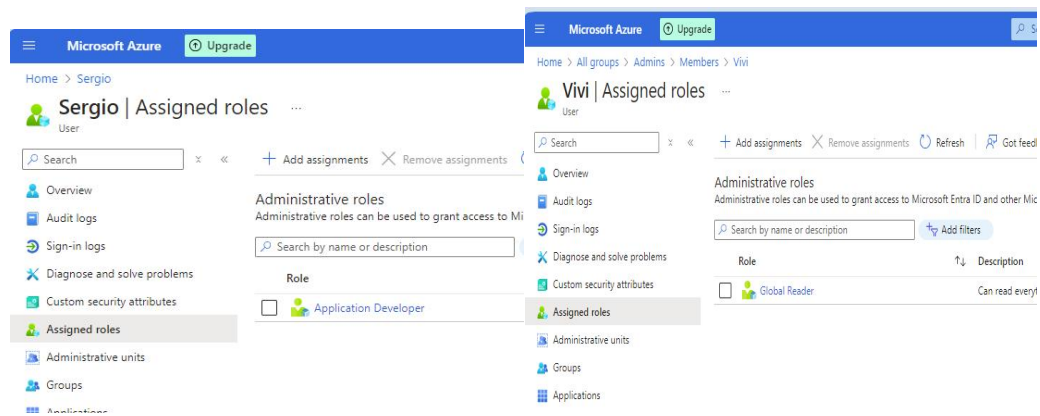 Microsoft Azure
Upgrade
Home > Sergio
Sergio | Assigned roles ...
User
Search
Add assignments
Remove assignments
Overview
Audit logs
Sign-in logs
Diagnose and solve problems
Custom security attributes
Assigned roles
Administrative units
Groups
Applications
Administrative roles
Administrative roles can be used to grant access to Mi
Search by name or description
Role
Application Developer
Microsoft Azure
Upgrade
Home > All groups > Admins > Members > Vivi
Vivi | Assigned roles ...
User
Search
Add assignments
Remove assignments
Refresh
Got feed
Overview
Audit logs
Sign-in logs
Diagnose and solve problems
Custom security attributes
Assigned roles
Administrative units
Groups
Applications
Administrative roles
Administrative roles can be used to grant access to Microsoft Entra ID and other Mic
Search by name or description
Add filters
Role
Description
Global Reader
Can read everyt